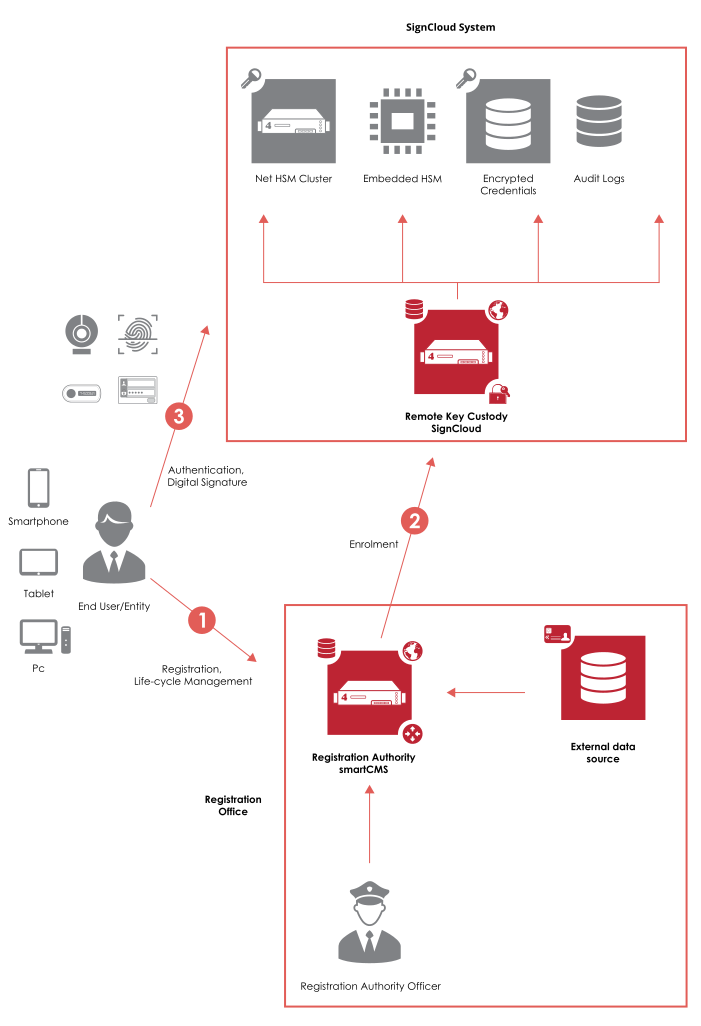 SignCloud System
4
Net HSM Cluster
Embedded HSM
Encrypted
Credentials
Audit Logs
4
Remote Key Custody
SignCloud
3
Authentication,
Digital Signature
Smartphone
Tablet
Pc
End User/Entity
2
Enrolment
1
Registration,
Life-cycle Management
4
Registration Authority
smartCMS
External data
source
Registration
Office
Registration Authority Officer